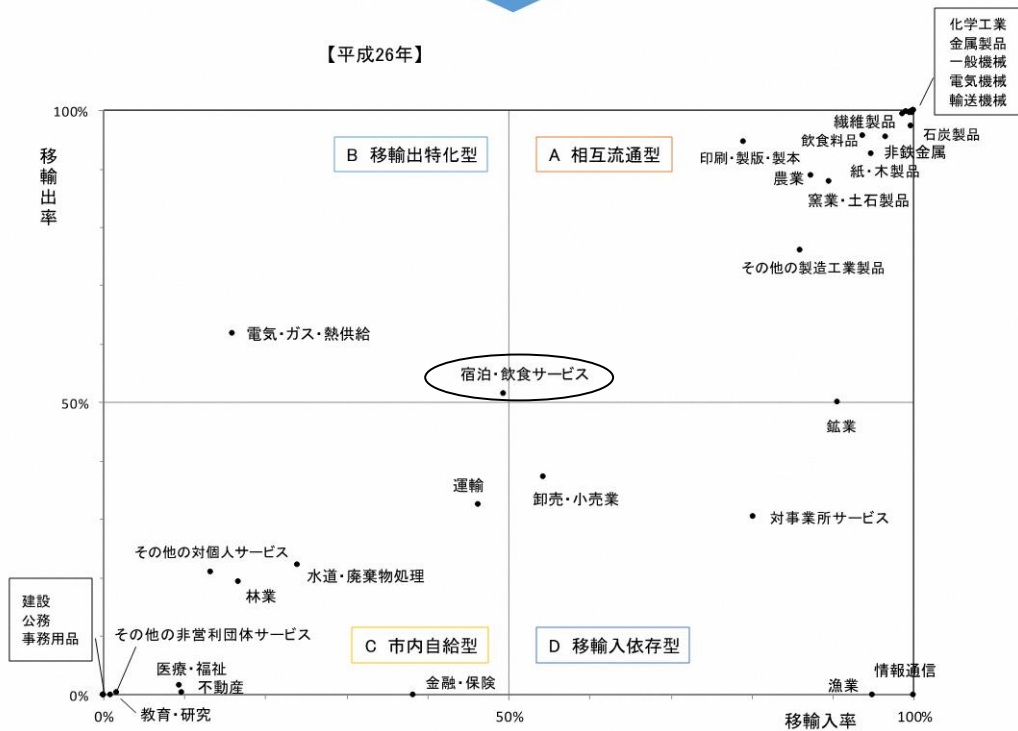 【平成26年】
化学工業
金属製品
一般機械
電気機械
輸送機械
100%
移輸出率
B 移輸出特化型
A 相互流通型
繊維製品
石炭製品
飲食料品
非鉄金属
印刷・製版・製本
紙・木製品
農業
窯業・土石製品
その他の製造工業製品
電気・ガス・熱供給
宿泊・飲食サービス
50%
鉱業
運輸
卸売・小売業
対事業所サービス
その他の対個人サービス
水道・廃棄物処理
林業
建設
公務
事務用品
その他の非営利団体サービス
C 市内自給型
D 移輸入依存型
医療・福祉
不動産
金融・保険
漁業
情報通信
0%
教育・研究
0%
50%
移輸入率
100%